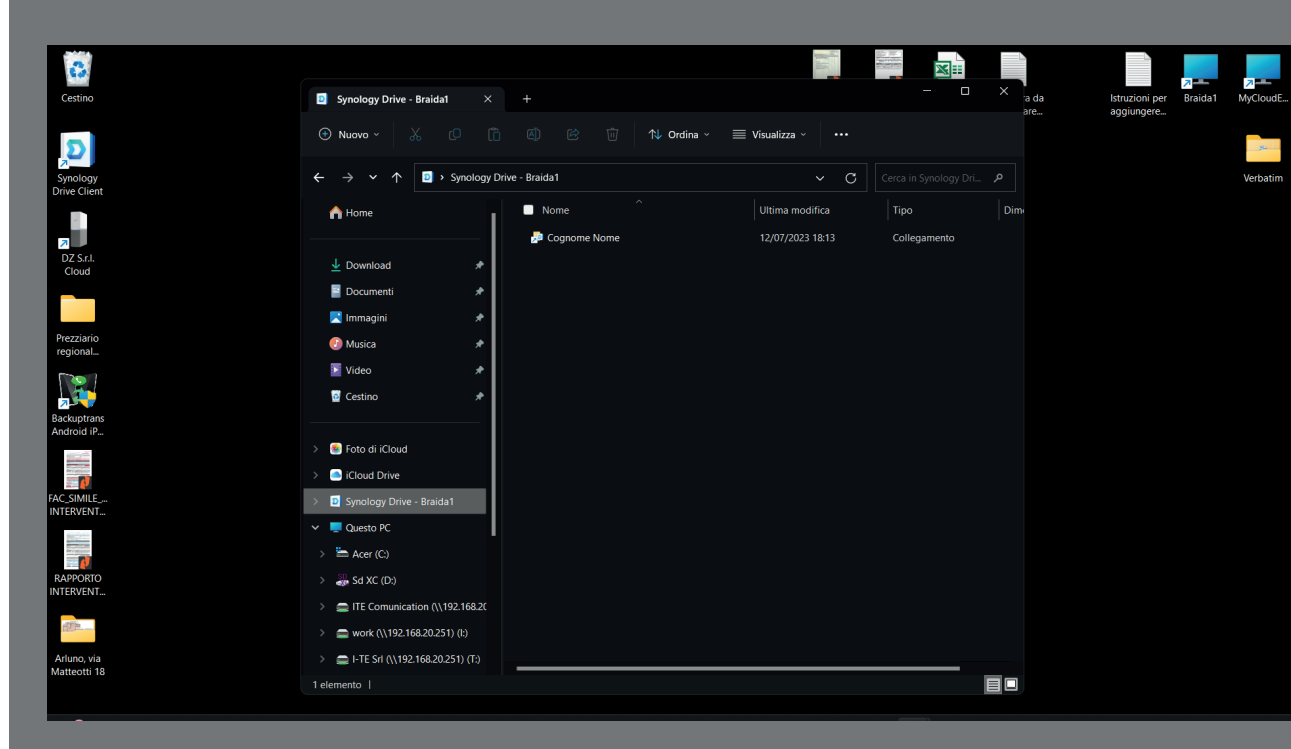 Cestino
Synology
Drive Client
DZ S.r.l.
Cloud
Prezziario
regional...
Backuptrans
Android iP...
FAC_SIMILE_...
INTERVENT...
RAPPORTO
INTERVENT...
Arluno, via
Matteotti 18
Synology Drive - Braida1
Nuovo
Ordina
Visualizza
Synology Drive - Braida1
Cerca in Synology Dri...
Home
Download
Documenti
Immagini
Musica
Video
Cestino
Foto di iCloud
iCloud Drive
Synology Drive - Braida1
Questo PC
Acer (C:)
Sd XC (D:)
ITE Comunication (\\192.168.20
work (\\192.168.20.251) (I:)
I-TE Srl (\\192.168.20.251) (T:)
Nome Ultima modifica Tipo Dim
Cognome Nome 12/07/2023 18:13 Collegamento
1 elemento
da
are...
Istruzioni per
aggiungere...
Braida1
MyCloudE...
Verbatim